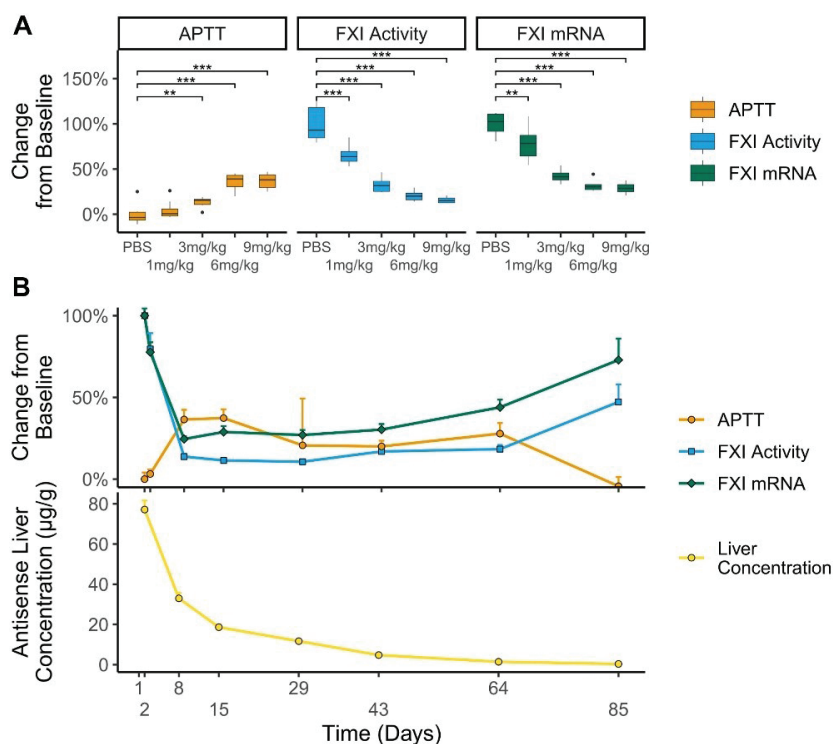 A
APTT
FXI Activity
FXI mRNA
***
***
**
***
***
***
***
***
***
***
**
Change
from Baseline
150%
100%
50%
0%
PBS 3mg/kg 9mg/kg
1mg/kg 6mg/kg
PBS 3mg/kg 9mg/kg
1mg/kg 6mg/kg
PBS 3mg/kg 9mg/kg
1mg/kg 6mg/kg
APTT
FXI Activity
FXI mRNA
B
Change from
Baseline
100%
50%
0%
APTT
FXI Activity
FXI mRNA
Antisense Liver
Concentration (µg/g)
80
60
40
20
0
Liver
Concentration
1 8 29 64
2 15 43 85
Time (Days)